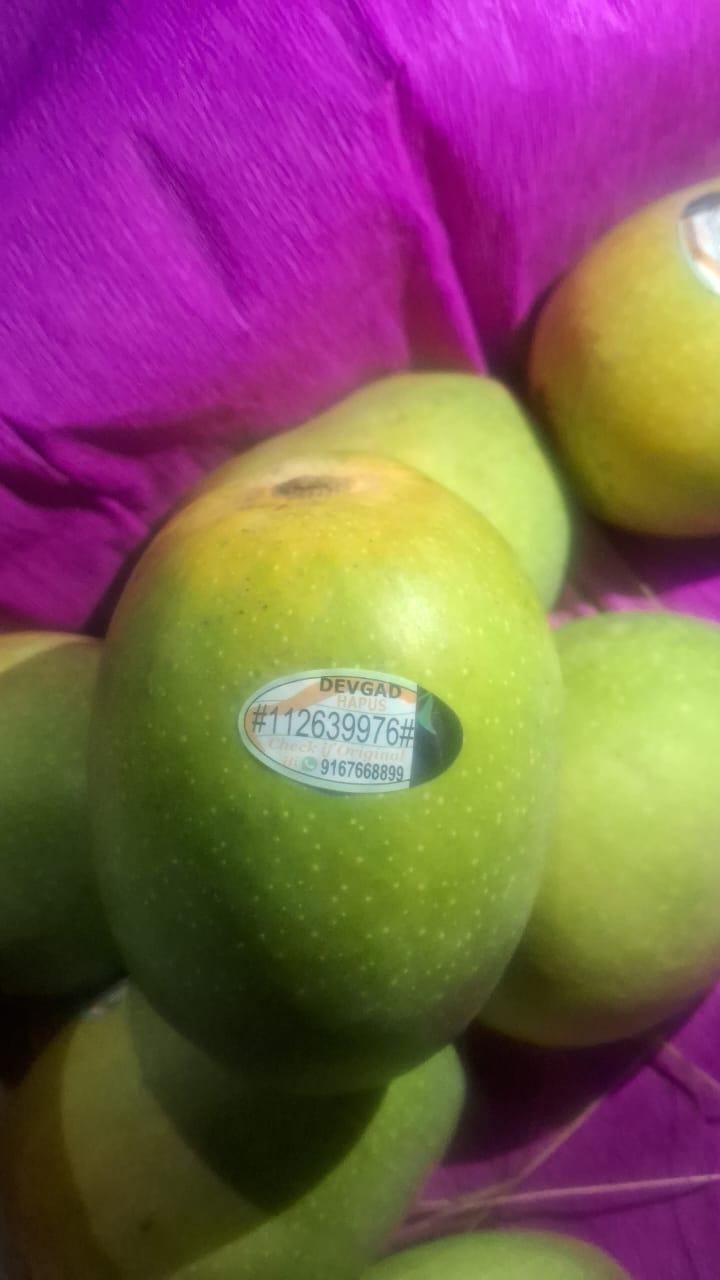 DEVGAD
HAPUS
#112639976#
Check if Original
9167668899